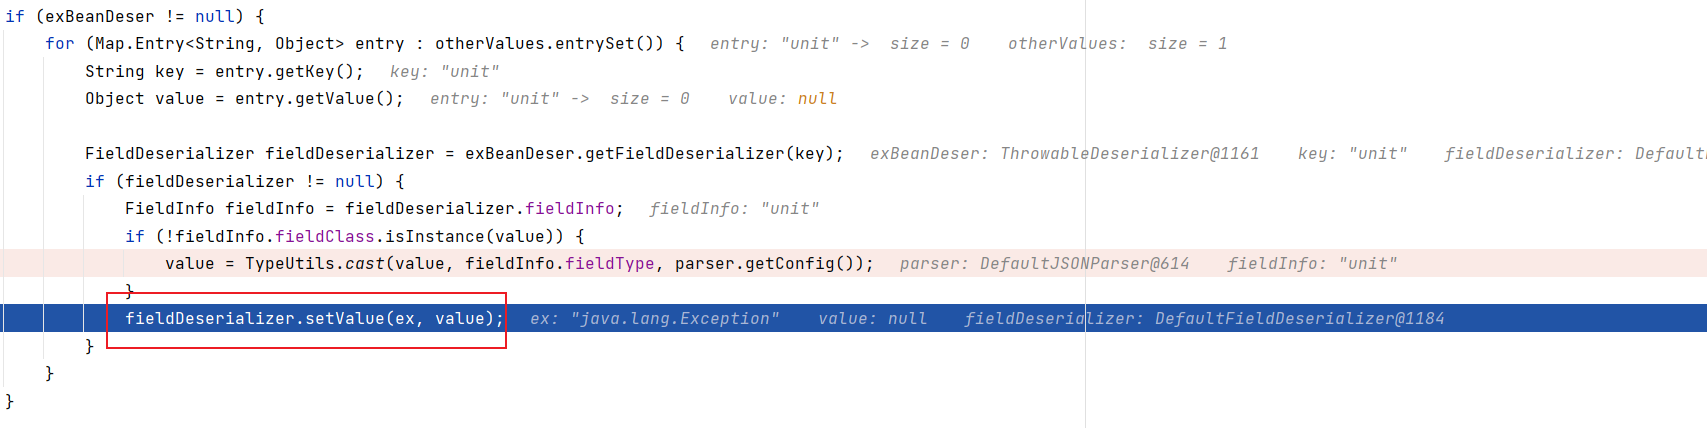 if (exBeanDeser != null) {
for (Map.Entry<String, Object> entry : otherValues.entrySet()) { entry: "unit" -> size = 0 otherValues: size = 1
String key = entry.getKey(); key: "unit"
Object value = entry.getValue(); entry: "unit" -> size = 0 value: null
FieldDeserializer fieldDeserializer = exBeanDeser.getFieldDeserializer(key); exBeanDeser: ThrowableDeserializer@1161 key: "unit" fieldDeserializer:
if (fieldDeserializer != null) {
FieldInfo fieldInfo = fieldDeserializer.fieldInfo; fieldInfo: "unit"
if (!fieldInfo.fieldClass.isInstance(value)) {
value = TypeUtils.cast(value, fieldInfo.fieldType, parser.getConfig()); parser: DefaultJSONParser@614 fieldInfo: "unit"
}
fieldDeserializer.setValue(ex, value); ex: "java.lang.Exception" value: null fieldDeserializer: DefaultFieldDeserializer@1184
}
}
}